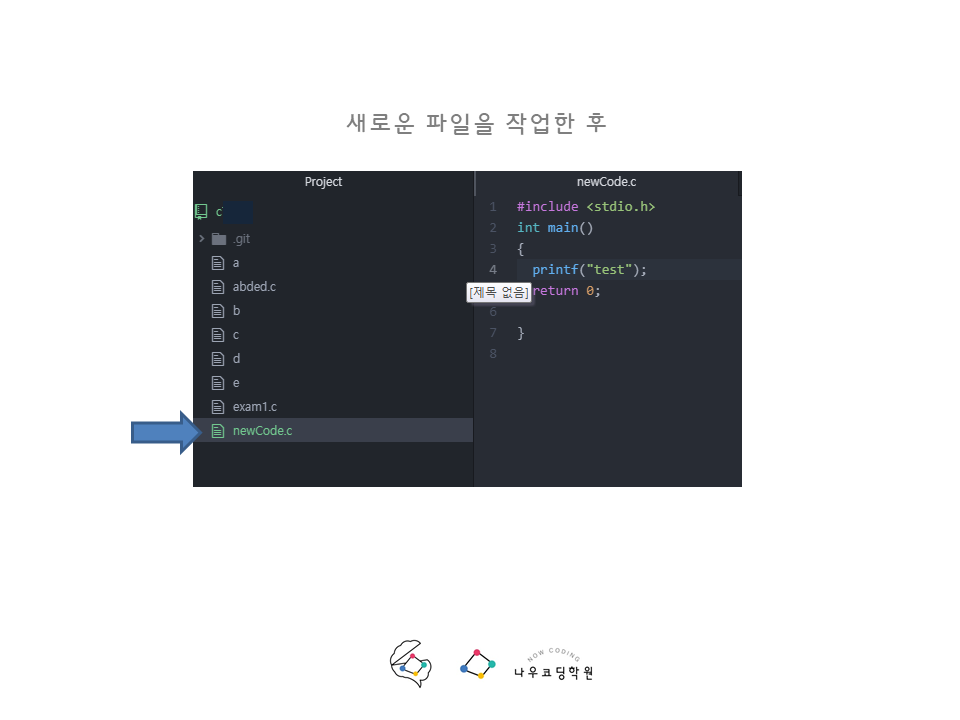 새로운 파일을 작업한 후
Project
newCode.c
c
.git
a
abded.c
b
c
d
e
exam1.c
newCode.c
1 #include <stdio.h>
2 int main()
3 {
4 printf("test");
[제목 없음] return 0;
6
7 }
8
NOW CODING
나우코딩학원